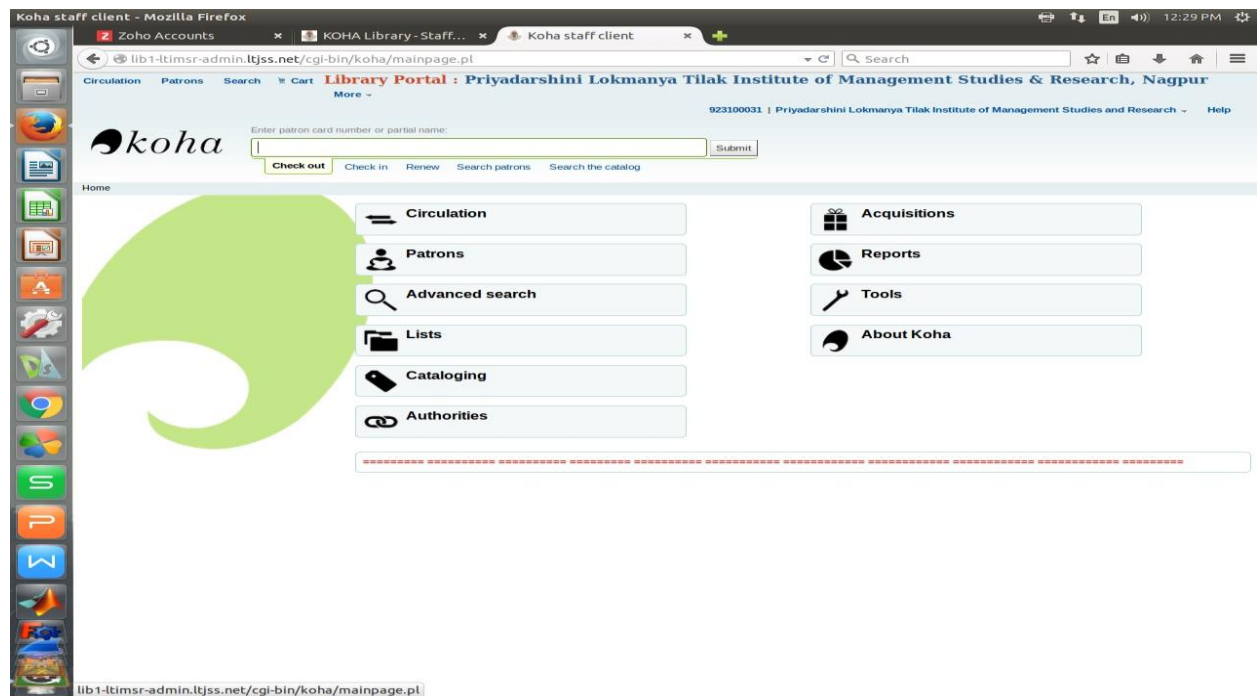 Koha staff client - Mozilla Firefox
En
12:29 PM
Zoho Accounts
KOHA Library - Staff...
Koha staff client
lib1-ltimsr-admin.ltjss.net/cgi-bin/koha/mainpage.pl
Search
Circulation Patrons Search Cart Library Portal : Priyadarshini Lokmanya Tilak Institute of Management Studies & Research, Nagpur
More
923100031 | Priyadarshini Lokmanya Tilak Institute of Management Studies and Research Help
koha
Enter patron card number or partial name:
Submit
Check out Check in Renew Search patrons Search the catalog
Home
Circulation
Acquisitions
Patrons
Reports
Advanced search
Tools
Lists
About Koha
Cataloging
Authorities
lib1-ltimsr-admin.ltjss.net/cgi-bin/koha/mainpage.pl